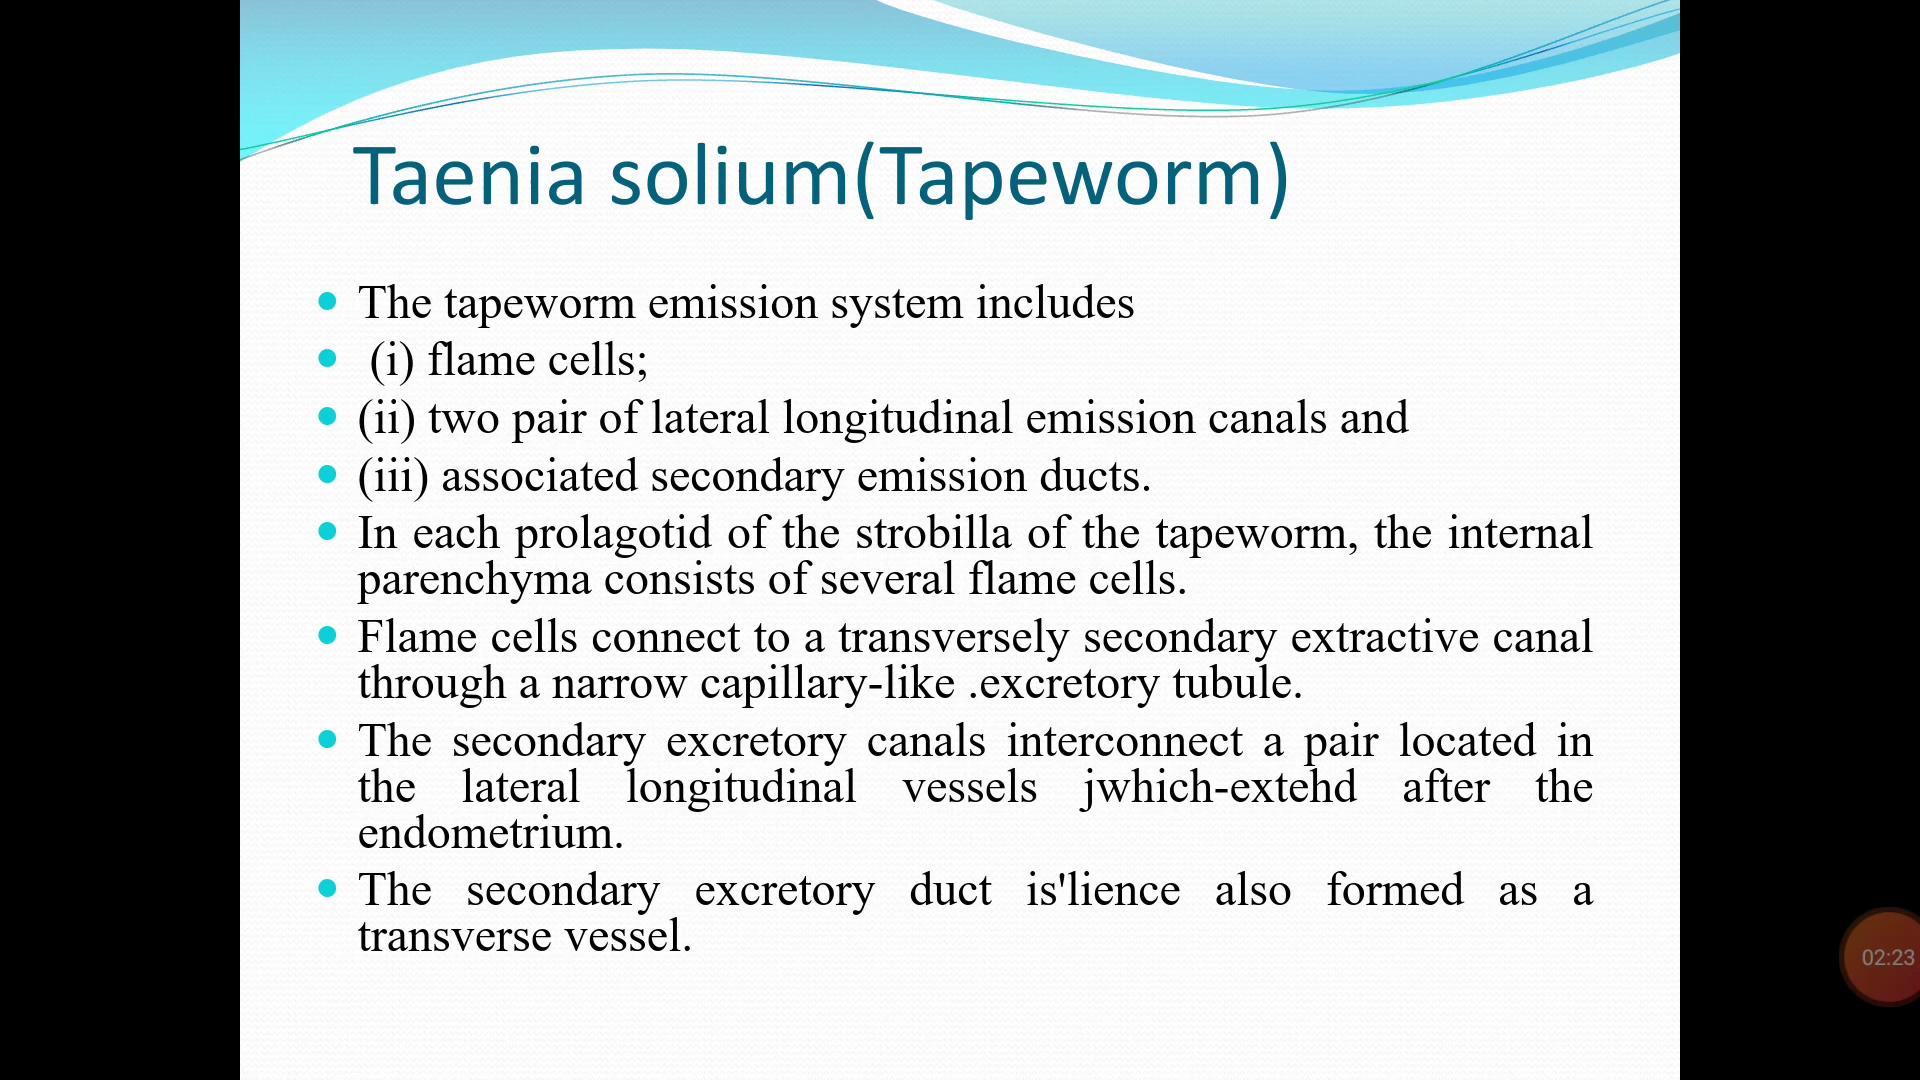 Taenia solium(Tapeworm)
The tapeworm emission system includes
(i) flame cells;
(ii) two pair of lateral longitudinal emission canals and
(iii) associated secondary emission ducts.
In each prolagotid of the strobilla of the tapeworm, the internal
parenchyma consists of several flame cells.
Flame cells connect to a transversely secondary extractive canal
through a narrow capillary-like .excretory tubule.
The secondary excretory canals interconnect a pair located in
the lateral longitudinal vessels jwhich-extehd after the
endometrium.
The secondary excretory duct is'lience also formed as a
transverse vessel.
02:23